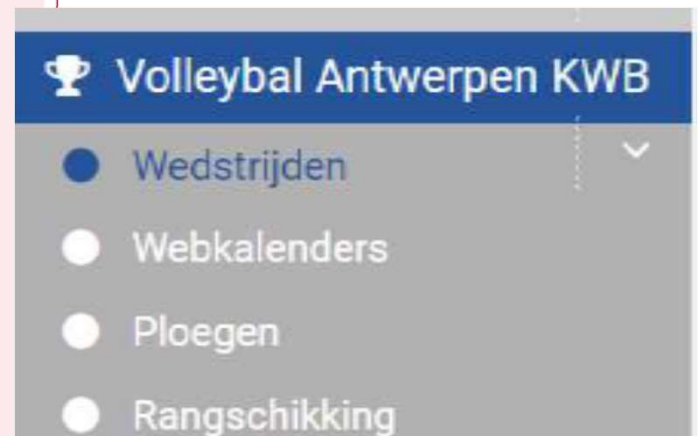 Volleybal Antwerpen KWB
Wedstrijden
Webkalenders
Ploegen
Rangschikking